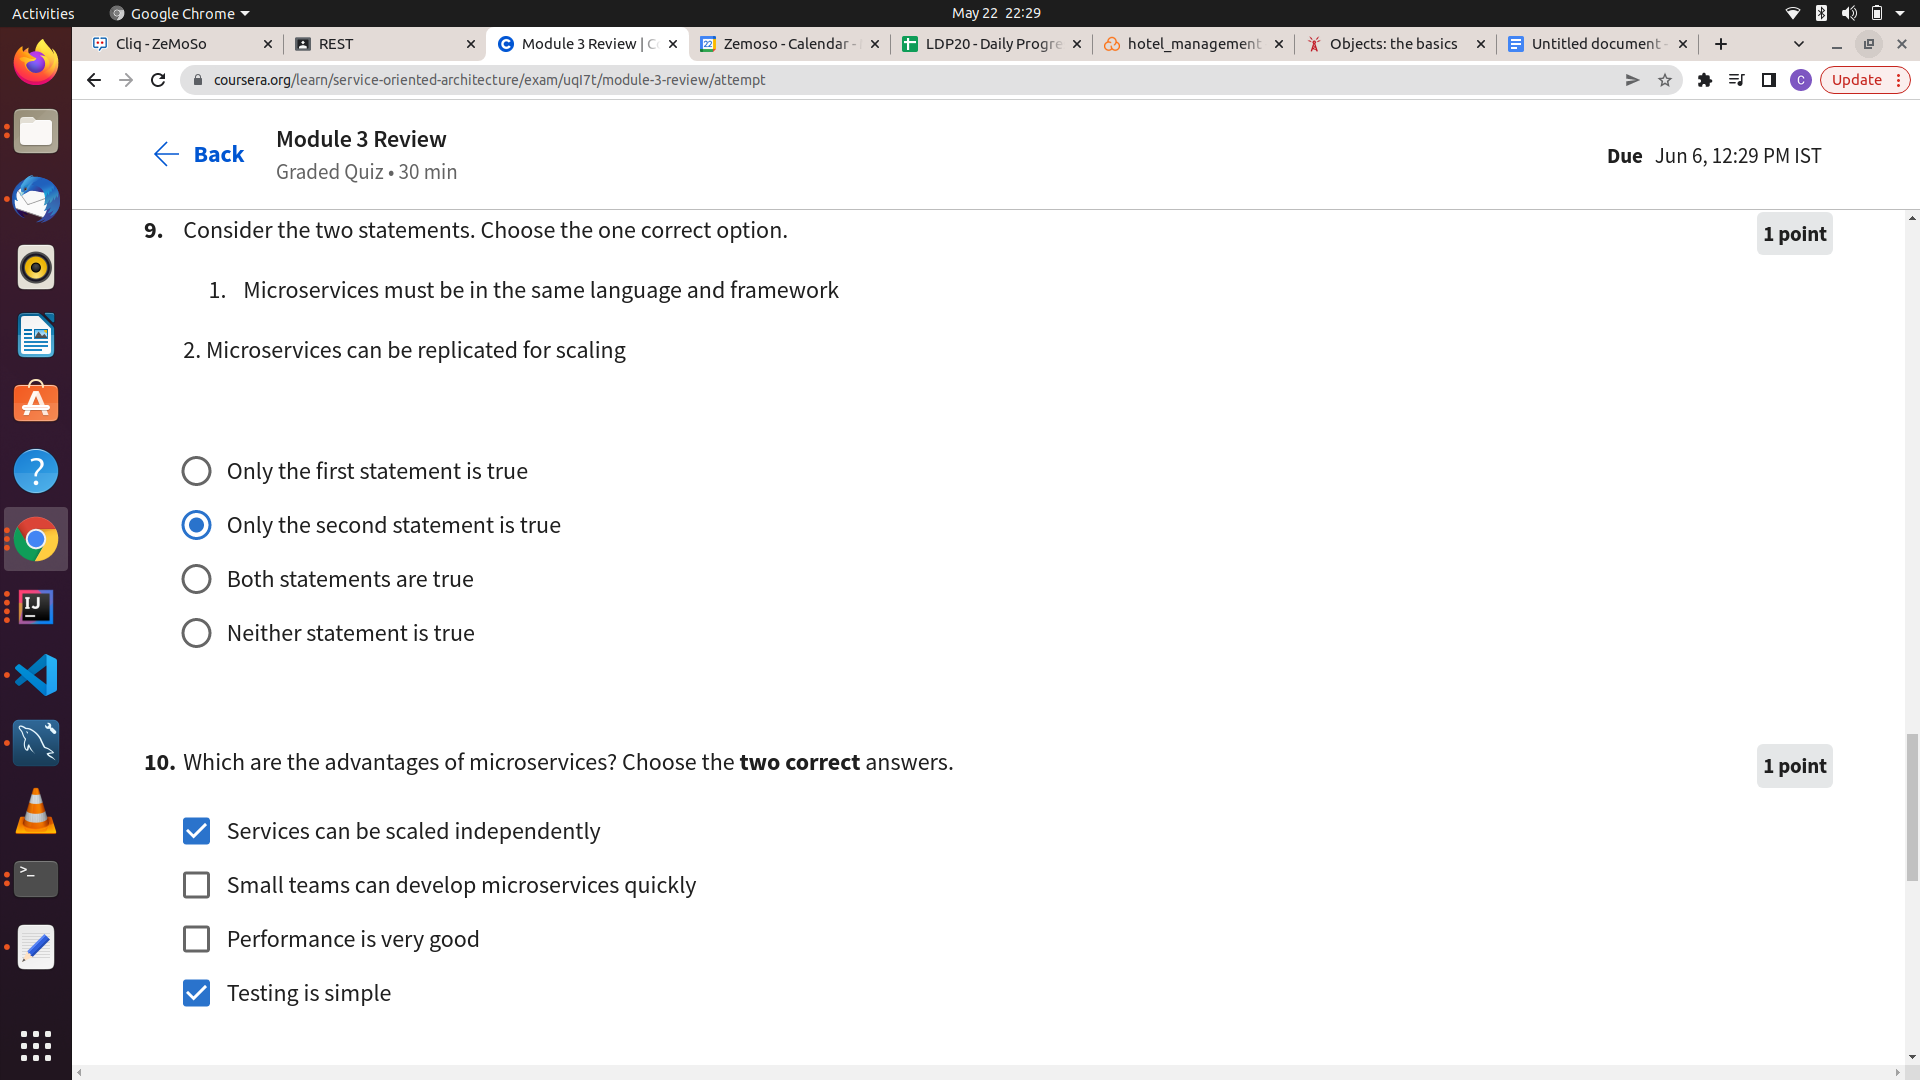 Activities
Google Chrome
May 22 22:29
Cliq - ZeMoSo
REST
Module 3 Review | C
Zemoso - Calendar -
LDP20 - Daily Progre
hotel_management
Objects: the basics
Untitled document -
coursera.org/learn/service-oriented-architecture/exam/uqI7t/module-3-review/attempt
C
Update
Back
Module 3 Review
Graded Quiz • 30 min
Due Jun 6, 12:29 PM IST
9. Consider the two statements. Choose the one correct option.
1 point
1. Microservices must be in the same language and framework
2. Microservices can be replicated for scaling
Only the first statement is true
Only the second statement is true
Both statements are true
Neither statement is true
10. Which are the advantages of microservices? Choose the two correct answers.
1 point
Services can be scaled independently
Small teams can develop microservices quickly
Performance is very good
Testing is simple